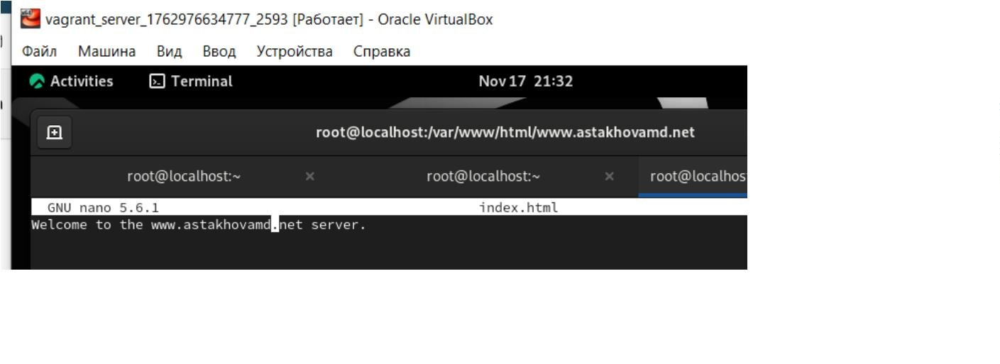 vagrant_server_1762976634777_2593 [Работает] - Oracle VirtualBox
Файл Машина Вид Ввод Устройства Справка
Activities Terminal Nov 17 21:32
root@localhost:/var/www/html/www.astakhovamd.net
root@localhost:~ × root@localhost:~ × root@localhos
GNU nano 5.6.1 index.html
Welcome to the www.astakhovamd.net server.